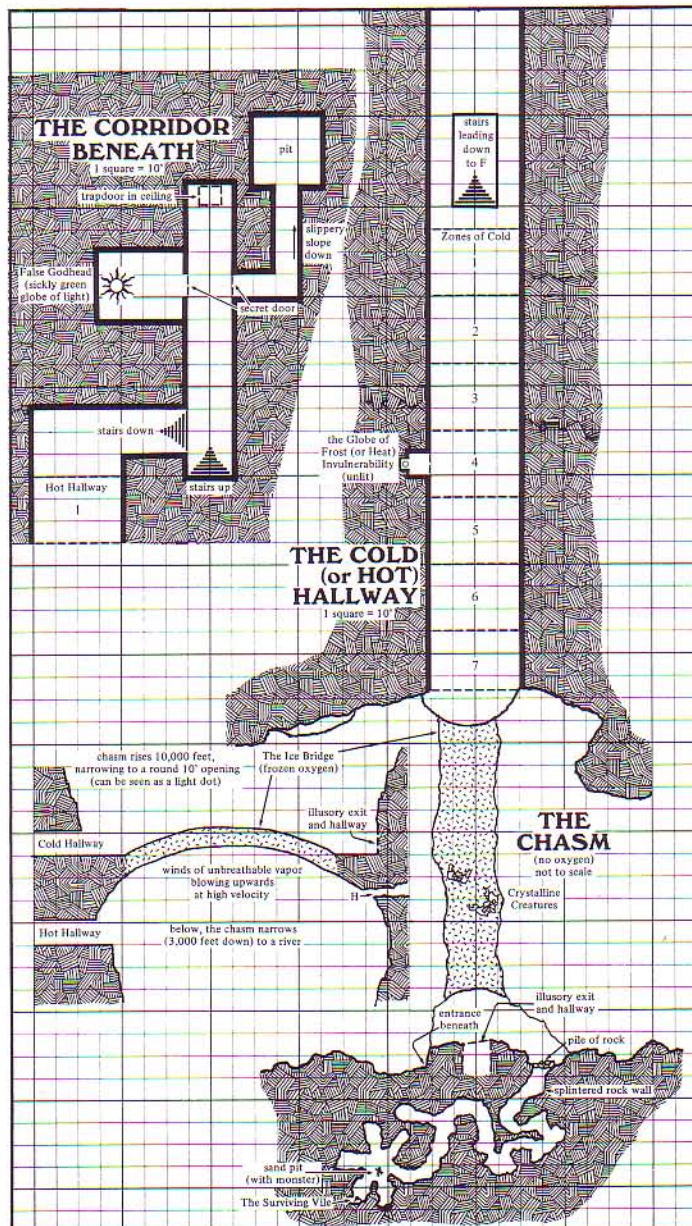 THE CORRIDOR
BENEATH
1 square = 10'
trapdoor in ceiling
pit
slippery
slope
down
False Godhead
(sickly green
globe of light)
secret door
stairs down
stairs up
Hot Hallway
1
stairs
leading
down
to F
Zones of Cold
1
2
3
4
5
6
7
the Globe of
Frost (or Heat)
Invulnerability
(unlit)
THE COLD
(or HOT)
HALLWAY
1 square = 10'
chasm rises 10,000 feet,
narrowing to a round 10' opening
(can be seen as a light dot)
The Ice Bridge
(frozen oxygen)
illusory exit
and hallway
Cold Hallway
winds of unbreathable vapor
blowing upwards
at high velocity
H
Hot Hallway
below, the chasm narrows
(3,000 feet down) to a river
THE
CHASM
(no oxygen)
not to scale
Crystalline
Creatures
entrance
beneath
illusory exit
and hallway
pile of rock
splintered rock wall
sand pit
(with monster)
The Surviving Vile